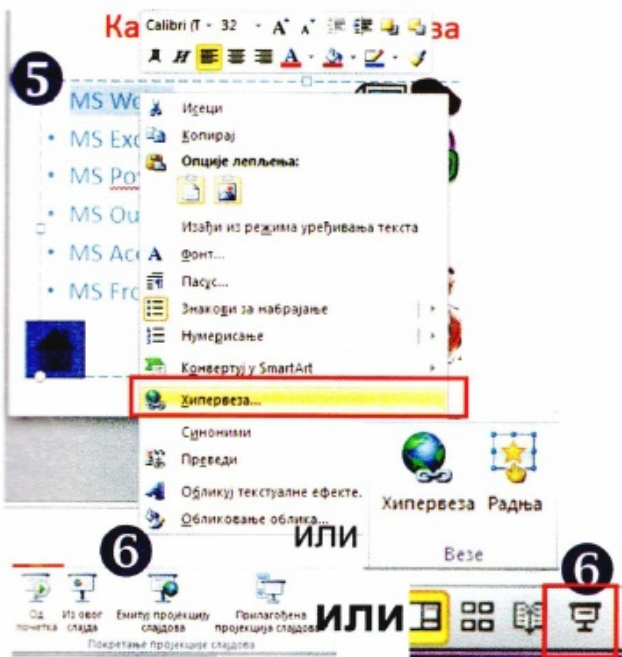 Ка
за
Calibri (Т
32
5
MS Wo
• MS Exc
• MS Po
• MS Ou
• MS Acc
• MS Fro
Исеци
Копирај
Опције лепљења:
Изађи из режима уређивања текста
Фонт...
Пасус...
Знакови за набрајање
Нумерисање
Конвертуј у SmartArt
Хипервеза...
Синоними
Преведи
Обликуј текстуалне ефекте.
Обликовање облика...
или
Хипервеза Радња
Везе
6
Од почетка
Из овог слајда
Емитуј пројекцију слајдова
Прилагођена пројекција слајдова
Покретање пројекције слајдова
или
6